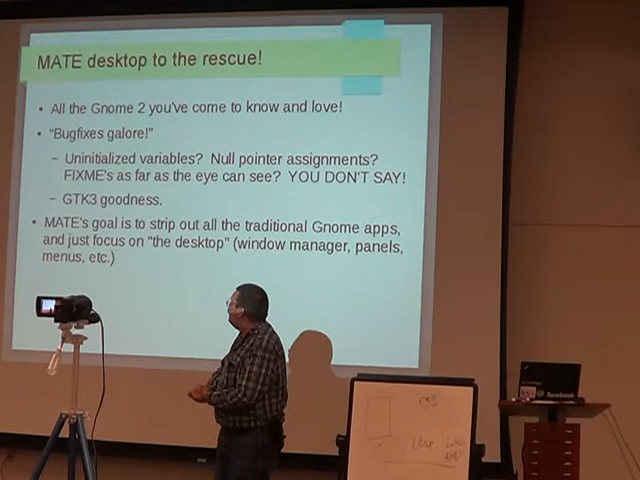 MATE desktop to the rescue!
• All the Gnome 2 you've come to know and love!
• “Bugfixes galore!”
– Uninitialized variables? Null pointer assignments?
FIXME's as far as the eye can see? YOU DON'T SAY!
– GTK3 goodness.
• MATE's goal is to strip out all the traditional Gnome apps,
and just focus on “the desktop” (window manager, panels,
menus, etc.)
facebook
Use